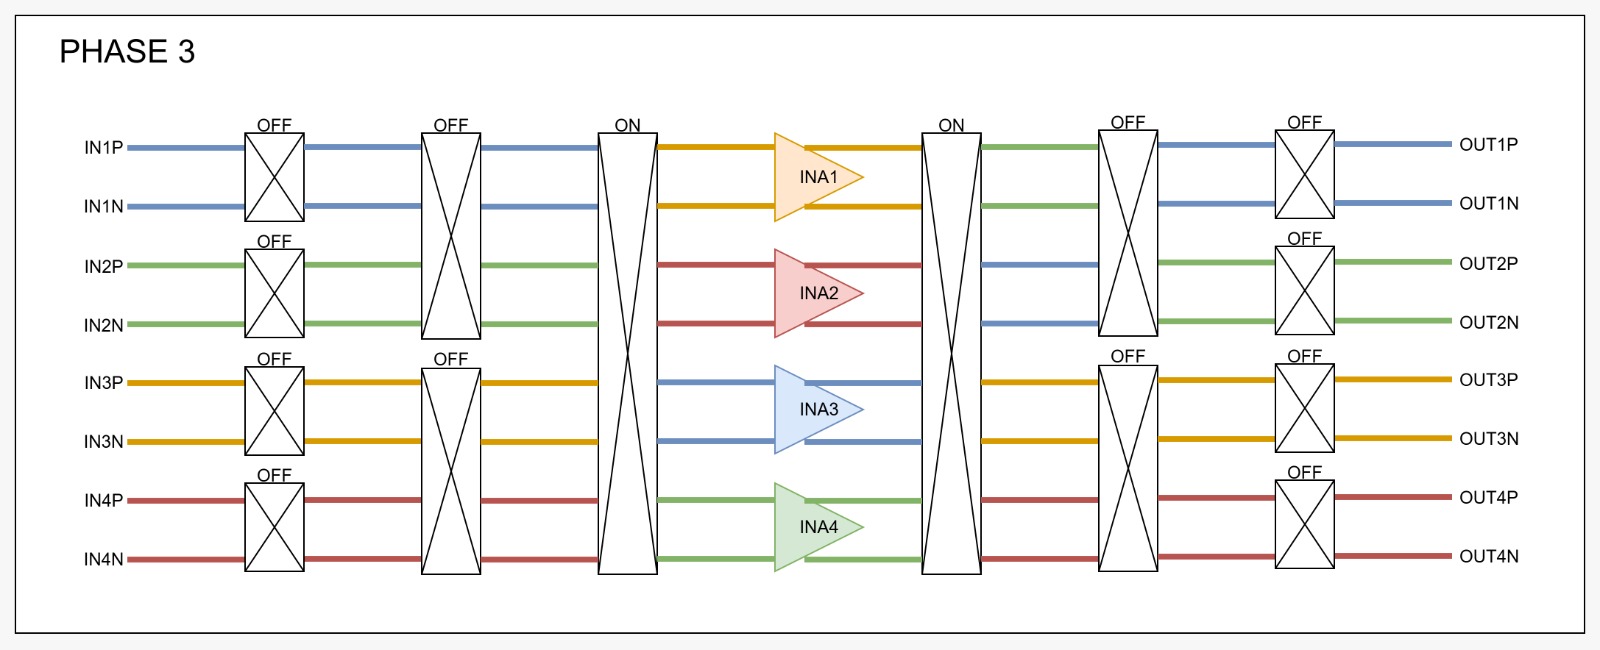 PHASE 3
OFF
OFF
ON
ON
OFF
OFF
IN1P
INA1
OUT1P
IN1N
OUT1N
OFF
OFF
IN2P
INA2
OUT2P
IN2N
OUT2N
OFF
OFF
OFF
OFF
IN3P
INA3
OUT3P
IN3N
OUT3N
OFF
OFF
IN4P
INA4
OUT4P
IN4N
OUT4N